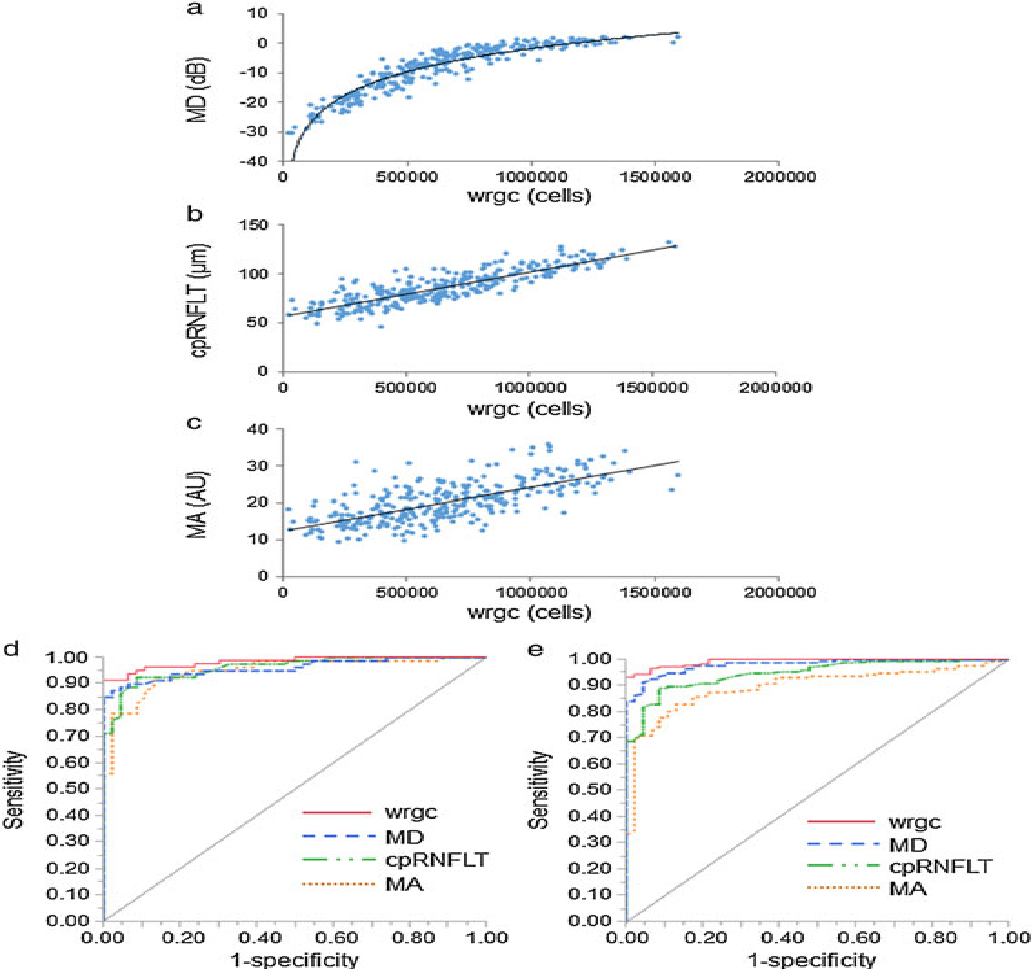 a
10
0
-10
-20
-30
-40
MD (dB)
0 500000 1000000 1500000 2000000
wrgc (cells)
b
150
100
50
0
cpRNFLT (μm)
0 500000 1000000 1500000 2000000
wrgc (cells)
c
40
30
20
10
0
MA (AU)
0 500000 1000000 1500000 2000000
wrgc (cells)
d
1.00
0.90
0.80
0.70
0.60
0.50
0.40
0.30
0.20
0.10
0.00
Sensitivity
wrgc
MD
cpRNFLT
MA
0.00 0.20 0.40 0.60 0.80 1.00
1-specificity
e
1.00
0.90
0.80
0.70
0.60
0.50
0.40
0.30
0.20
0.10
0.00
Sensitivity
wrgc
MD
cpRNFLT
MA
0.00 0.20 0.40 0.60 0.80 1.00
1-specificity